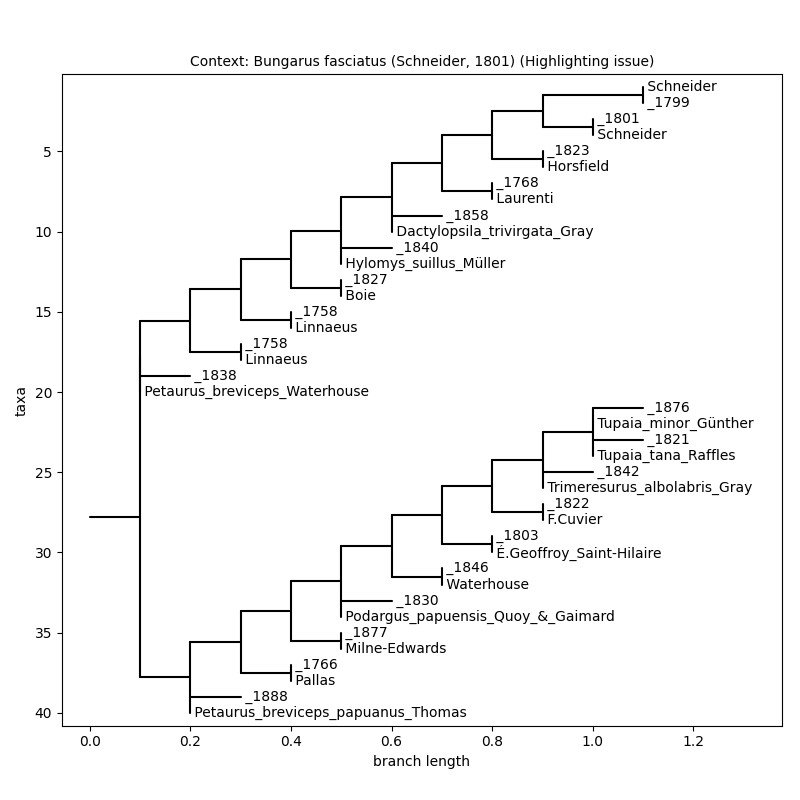 Context: Bungarus fasciatus (Schneider, 1801) (Highlighting issue)
Schneider
_1799
_1801
Schneider
_1823
Horsfield
_1768
Laurenti
_1858
Dactylopsila_trivirgata_Gray
_1840
Hylomys_suillus_Müller
_1827
Boie
_1758
Linnaeus
_1758
Linnaeus
_1838
Petaurus_breviceps_Waterhouse
_1876
Tupaia_minor_Günther
_1821
Tupaia_tana_Raffles
_1842
Trimeresurus_albolabris_Gray
_1822
F.Cuvier
_1803
É.Geoffroy_Saint-Hilaire
_1846
Waterhouse
_1830
Podargus_papuensis_Quoy_&_Gaimard
_1877
Milne-Edwards
_1766
Pallas
_1888
Petaurus_breviceps_papuanus_Thomas
5
10
15
20
25
30
35
40
taxa
0.0 0.2 0.4 0.6 0.8 1.0 1.2
branch length